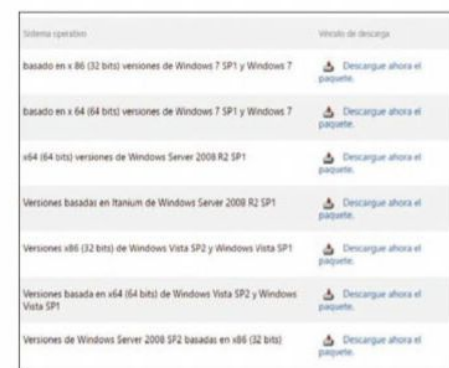 Sistema operativo
Vínculo de descarga
basado en x 86 (32 bits) versiones de Windows 7 SP1 y Windows 7
Descargue ahora el
paquete.
basado en x 64 (64 bits) versiones de Windows 7 SP1 y Windows 7
Descargue ahora el
paquete.
x64 (64 bits) versiones de Windows Server 2008 R2 SP1
Descargue ahora el
paquete.
Versiones basadas en Itanium de Windows Server 2008 R2 SP1
Descargue ahora el
paquete.
Versiones x86 (32 bits) de Windows Vista SP2 y Windows Vista SP1
Descargue ahora el
paquete.
Versiones basada en x64 (64 bits) de Windows Vista SP2 y Windows
Vista SP1
Descargue ahora el
paquete.
Versiones de Windows Server 2008 SP2 basadas en x86 (32 bits)
Descargue ahora el
paquete.